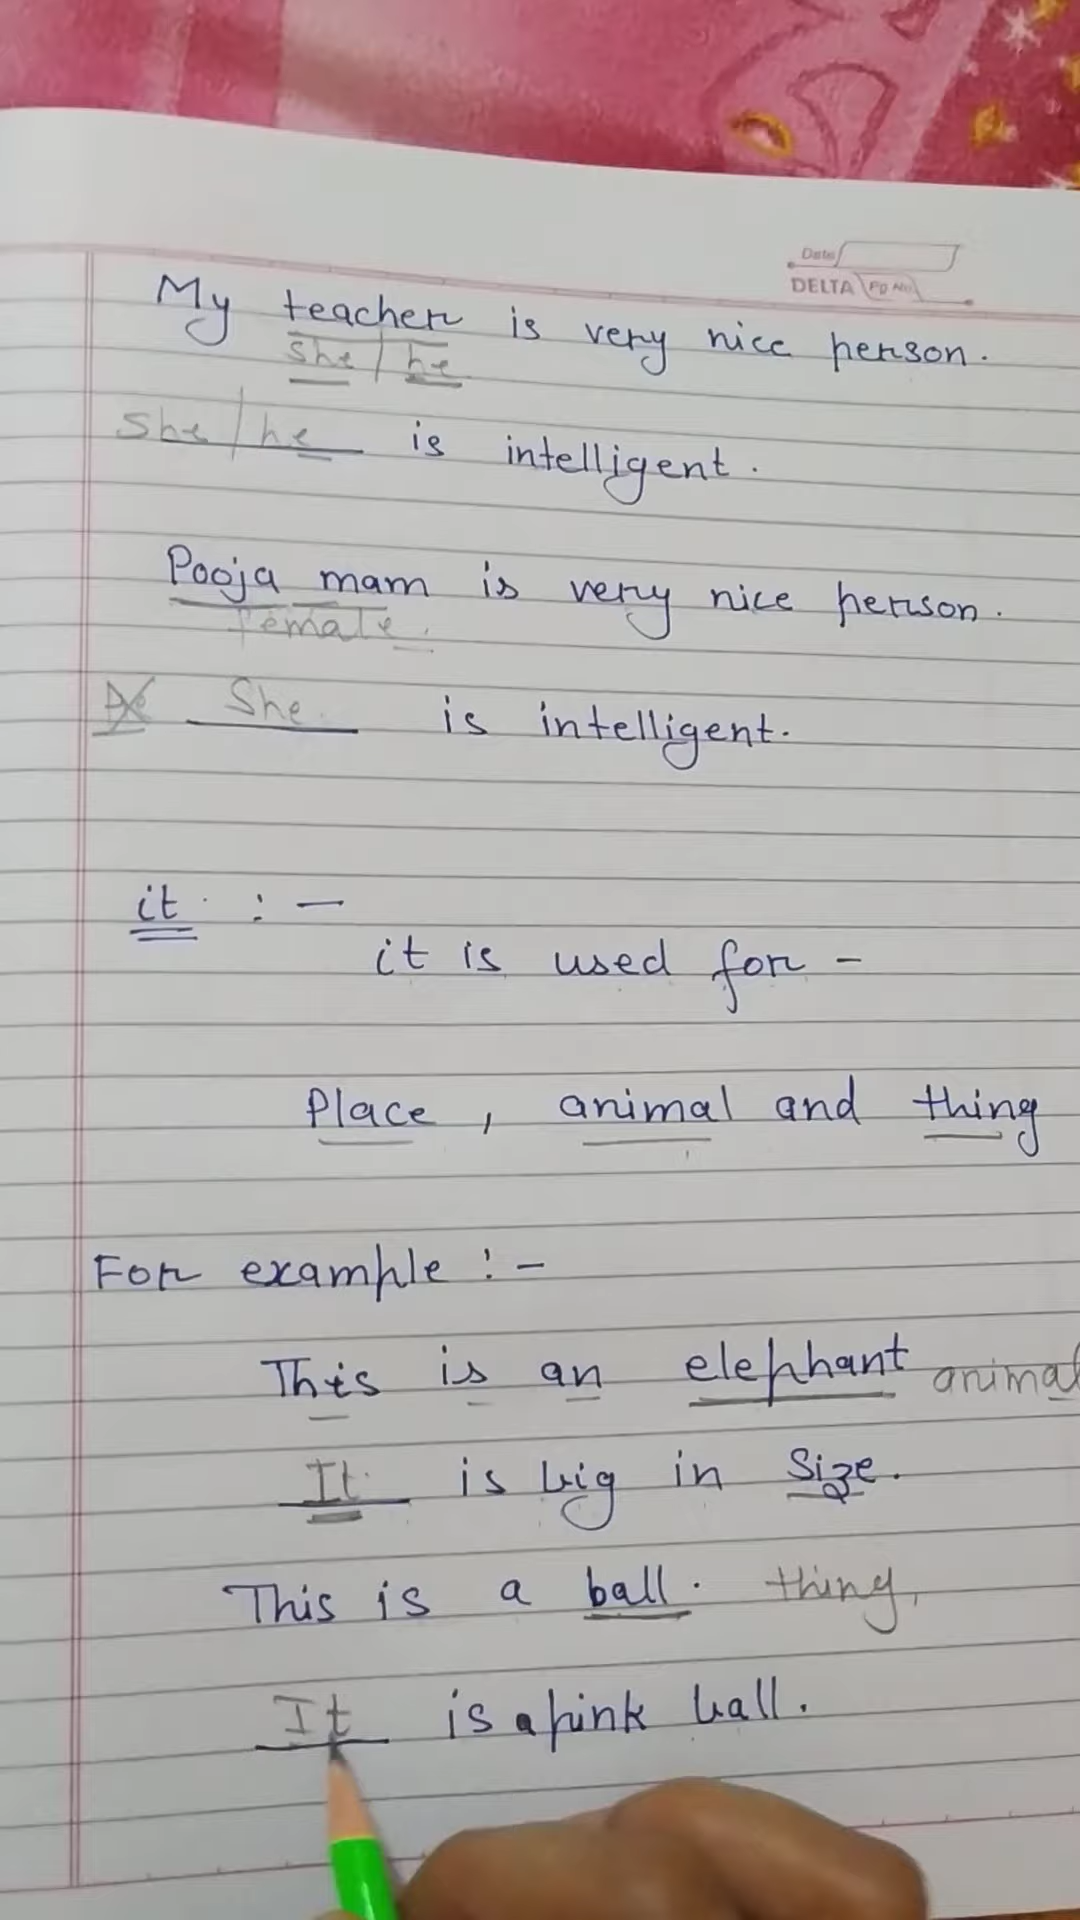 Date
DELTA Pg No
My teacher is very nice person.
she / he
she / he is intelligent.
Pooja mam is very nice person.
female.
She is intelligent.
it :-
it is used for -
Place, animal and thing
For example :-
This is an elephant animal
It is big in size.
This is a ball. thing,
It is a pink ball.